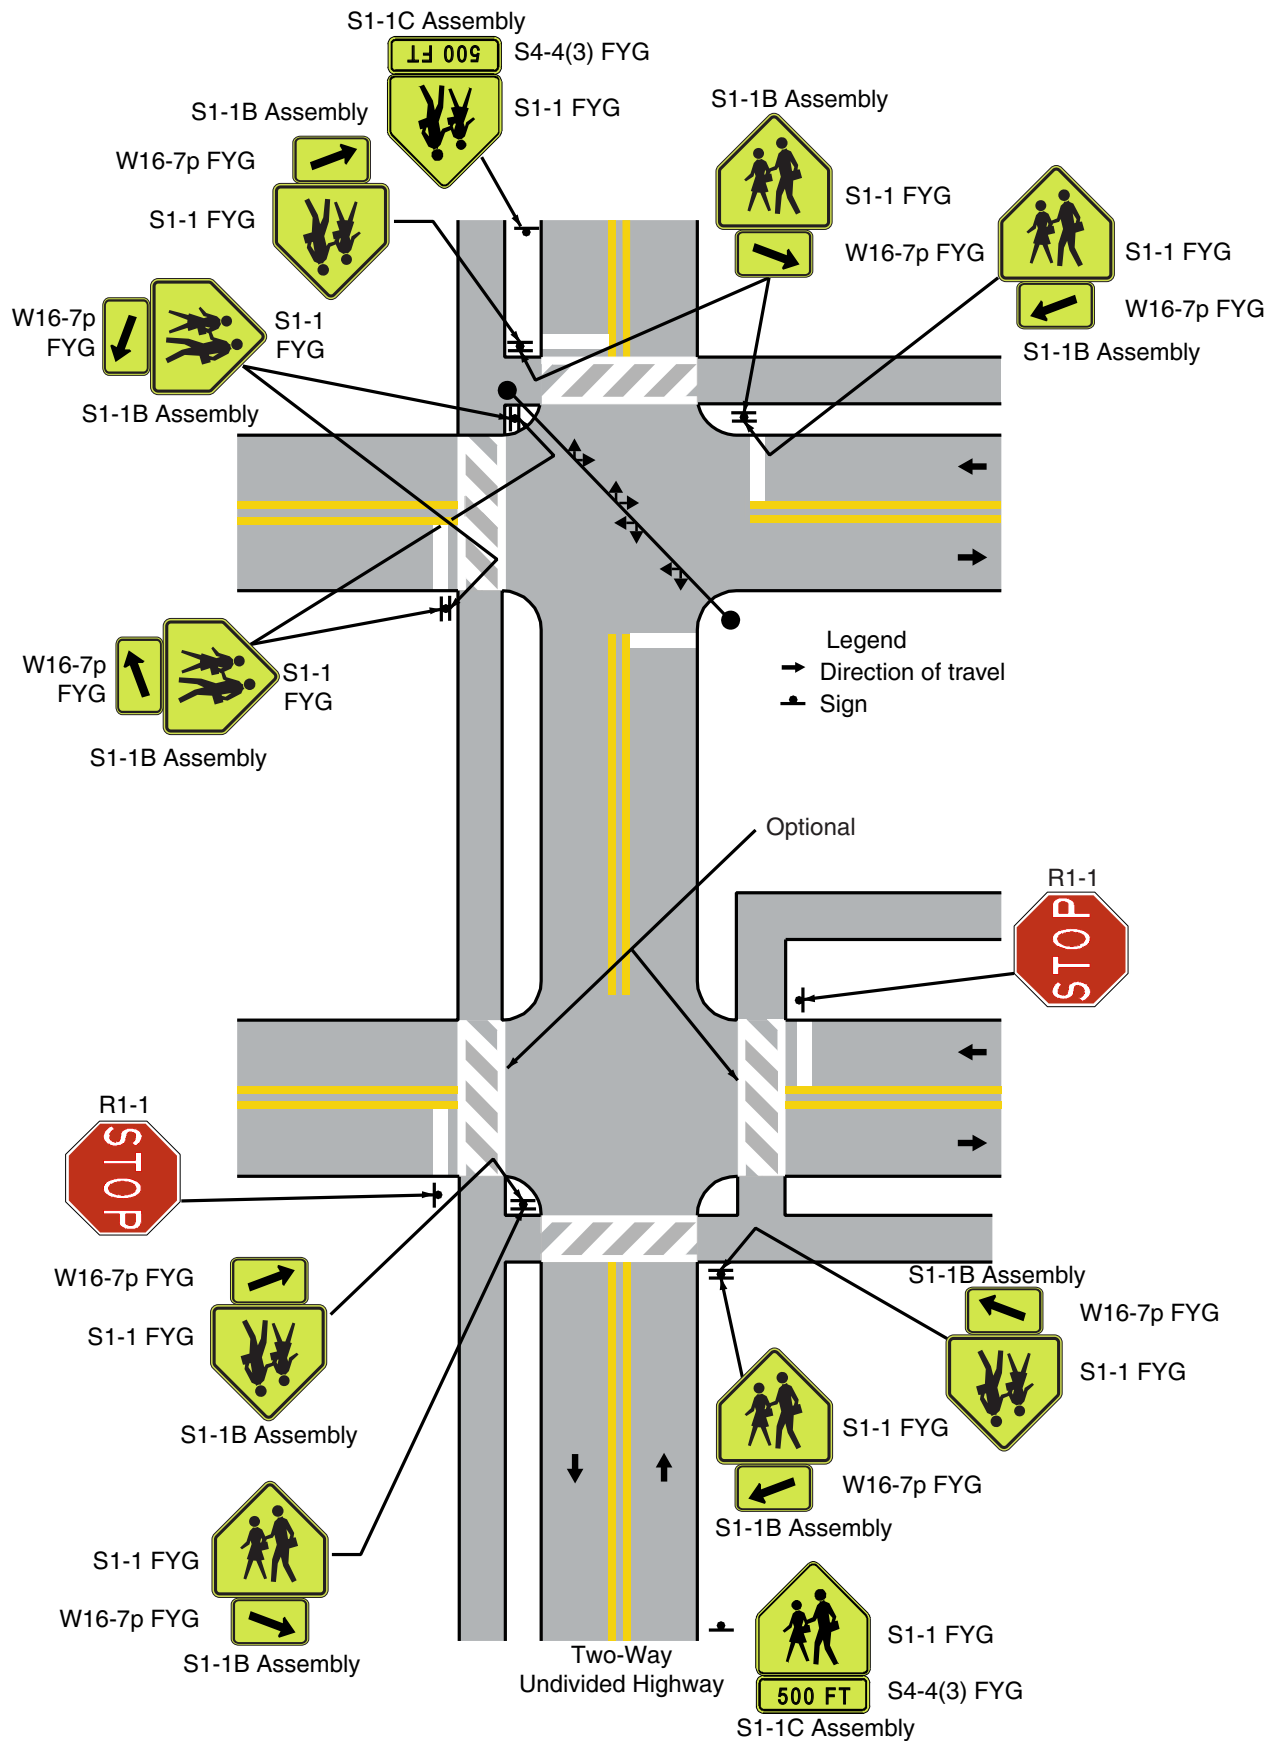 S1-1C Assembly
500 FT
S4-4(3) FYG
S1-1 FYG
S1-1B Assembly
W16-7p FYG
S1-1 FYG
S1-1B Assembly
S1-1 FYG
W16-7p FYG
S1-1 FYG
W16-7p FYG
S1-1B Assembly
W16-7p
FYG
S1-1
FYG
S1-1B Assembly
W16-7p
FYG
S1-1
FYG
S1-1B Assembly
Legend
Direction of travel
Sign
Optional
R1-1
STOP
R1-1
STOP
W16-7p FYG
S1-1 FYG
S1-1B Assembly
S1-1B Assembly
W16-7p FYG
S1-1 FYG
S1-1 FYG
W16-7p FYG
S1-1B Assembly
S1-1 FYG
W16-7p FYG
S1-1B Assembly
Two-Way
Undivided Highway
S1-1 FYG
500 FT
S4-4(3) FYG
S1-1C Assembly